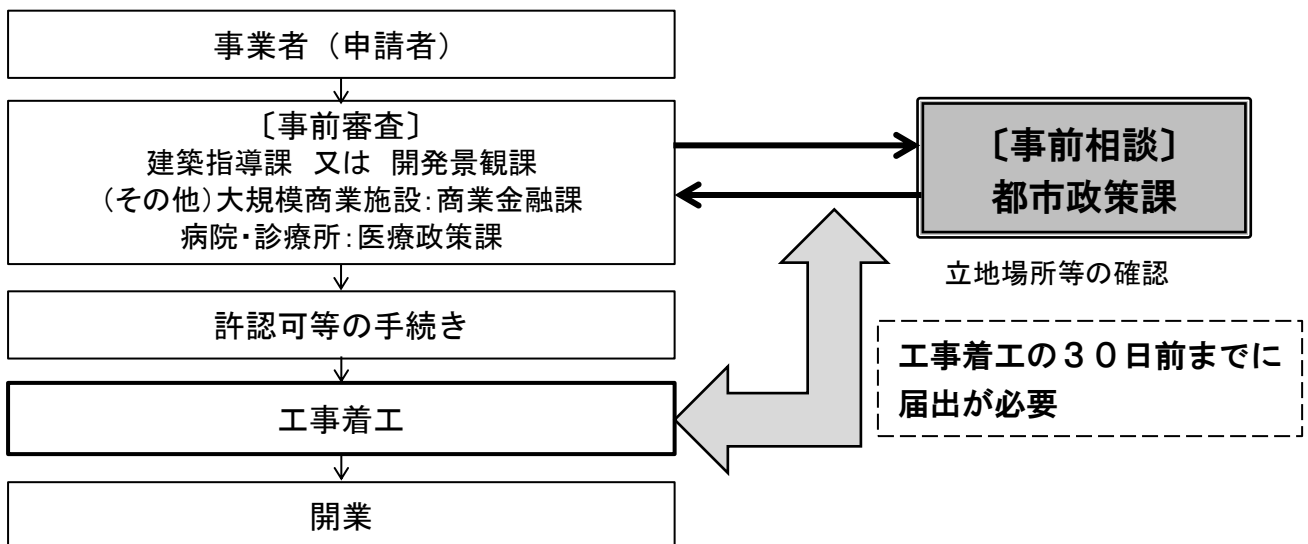 事業者（申請者）
〔事前審査〕
建築指導課　又は　開発景観課
（その他）大規模商業施設：商業金融課
病院・診療所：医療政策課
〔事前相談〕
都市政策課
立地場所等の確認
許認可等の手続き
工事着工の３０日前までに
届出が必要
工事着工
開業